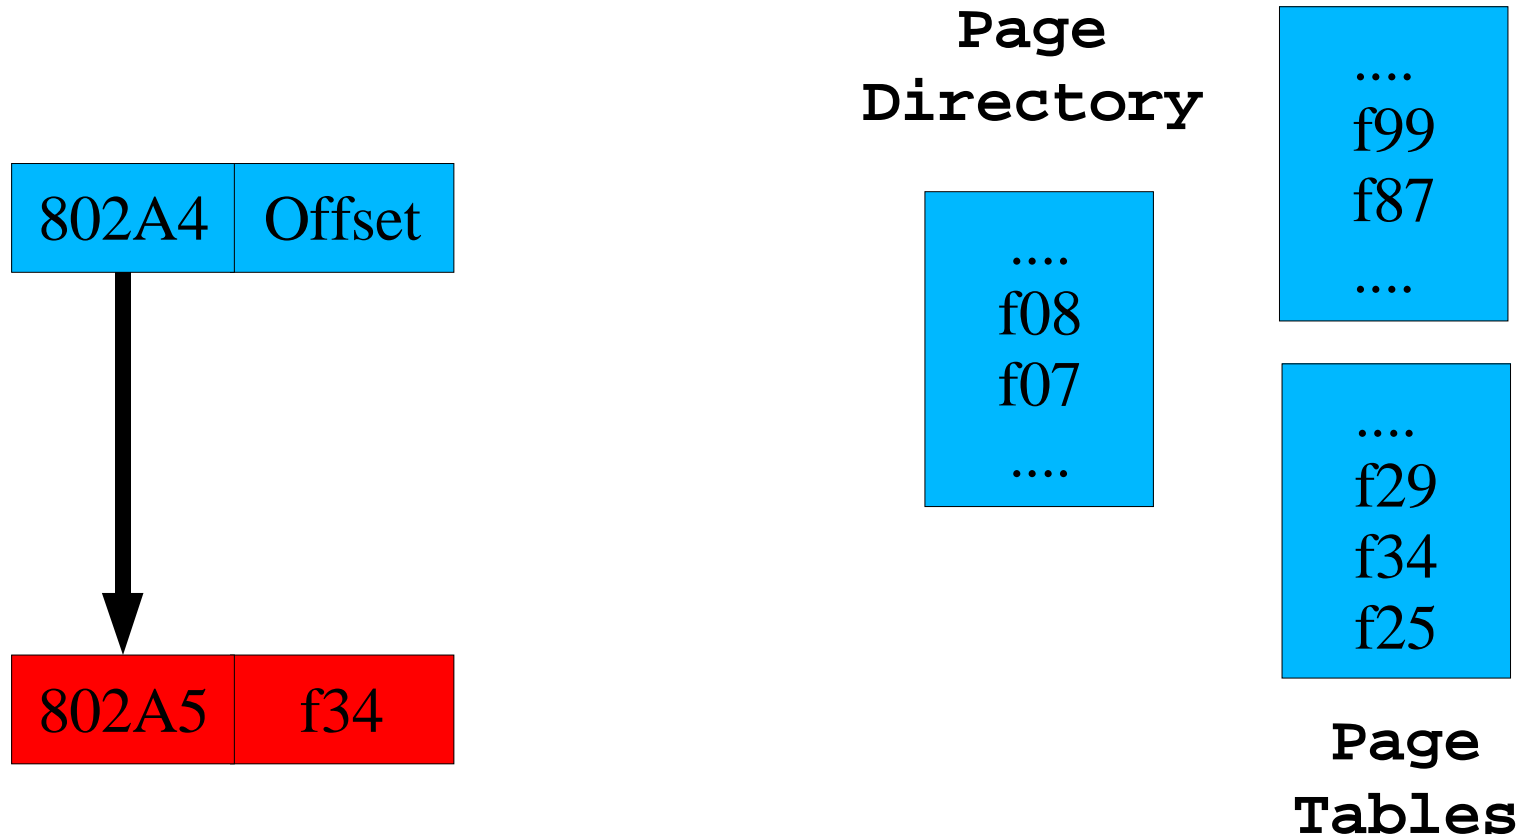 802A4 Offset
802A5 f34
Page
Directory
....
f08
f07
....
....
f99
f87
....
....
f29
f34
f25
Page
Tables